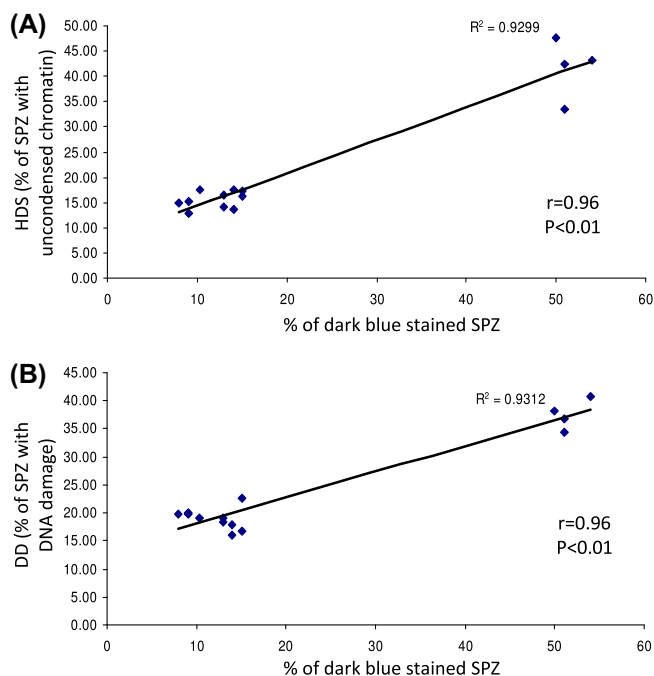 (A)
50.00
45.00
40.00
35.00
30.00
25.00
20.00
15.00
10.00
5.00
0.00
HDS (% of SPZ with
uncondensed chromatin)
R² = 0.9299
r=0.96
P<0.01
0 10 20 30 40 50 60
% of dark blue stained SPZ
(B)
45.00
40.00
35.00
30.00
25.00
20.00
15.00
10.00
5.00
0.00
DD (% of SPZ with
DNA damage)
R² = 0.9312
r=0.96
P<0.01
0 10 20 30 40 50 60
% of dark blue stained SPZ